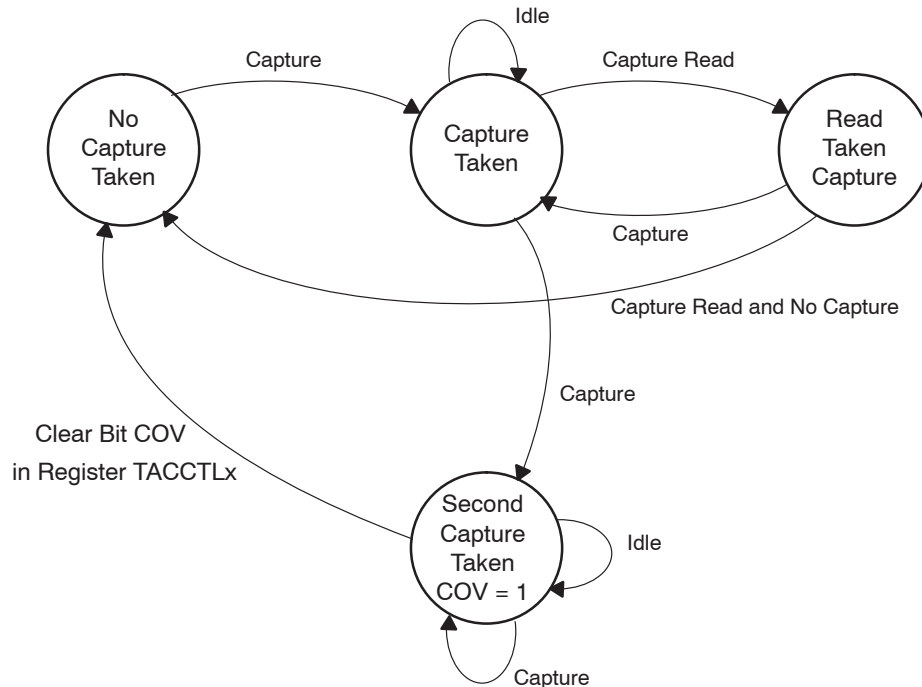 Idle
Capture
Capture Read
No
Capture
Taken
Capture
Taken
Read
Taken
Capture
Capture
Capture Read and No Capture
Capture
Clear Bit COV
in Register TACCTLx
Second
Capture
Taken
COV = 1
Idle
Capture